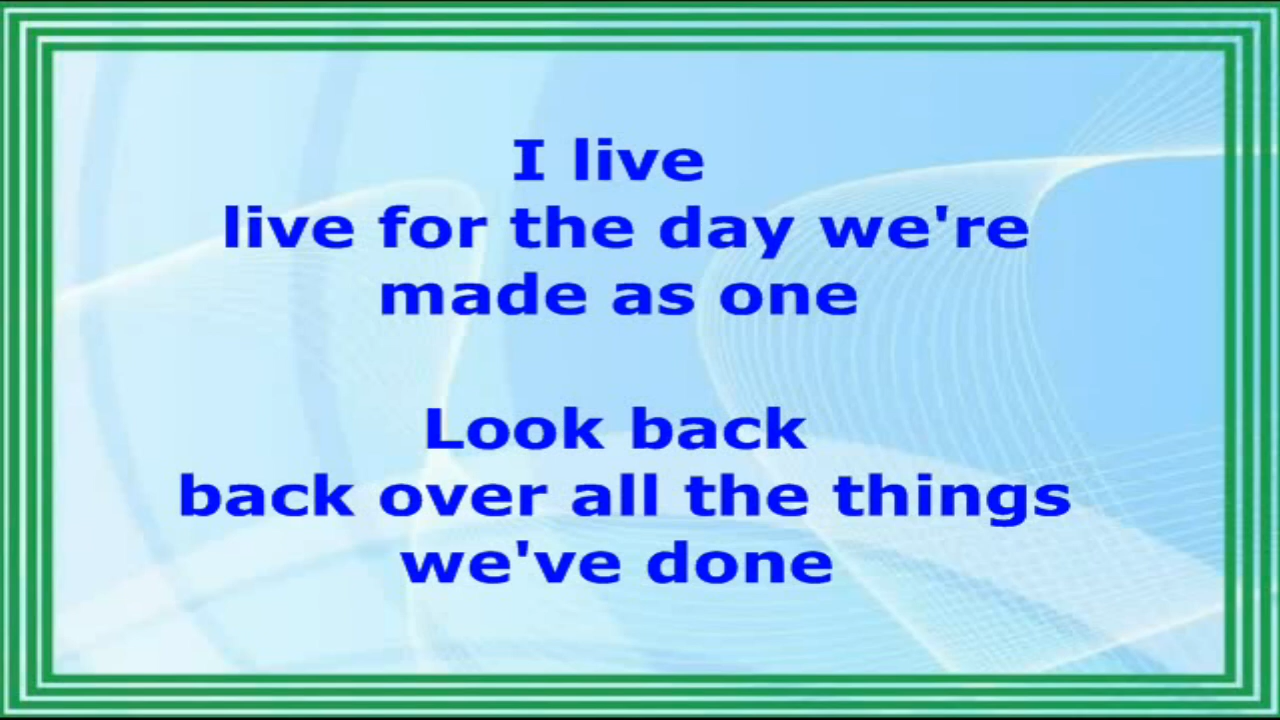 I live
live for the day we're
made as one
Look back
back over all the things
we've done